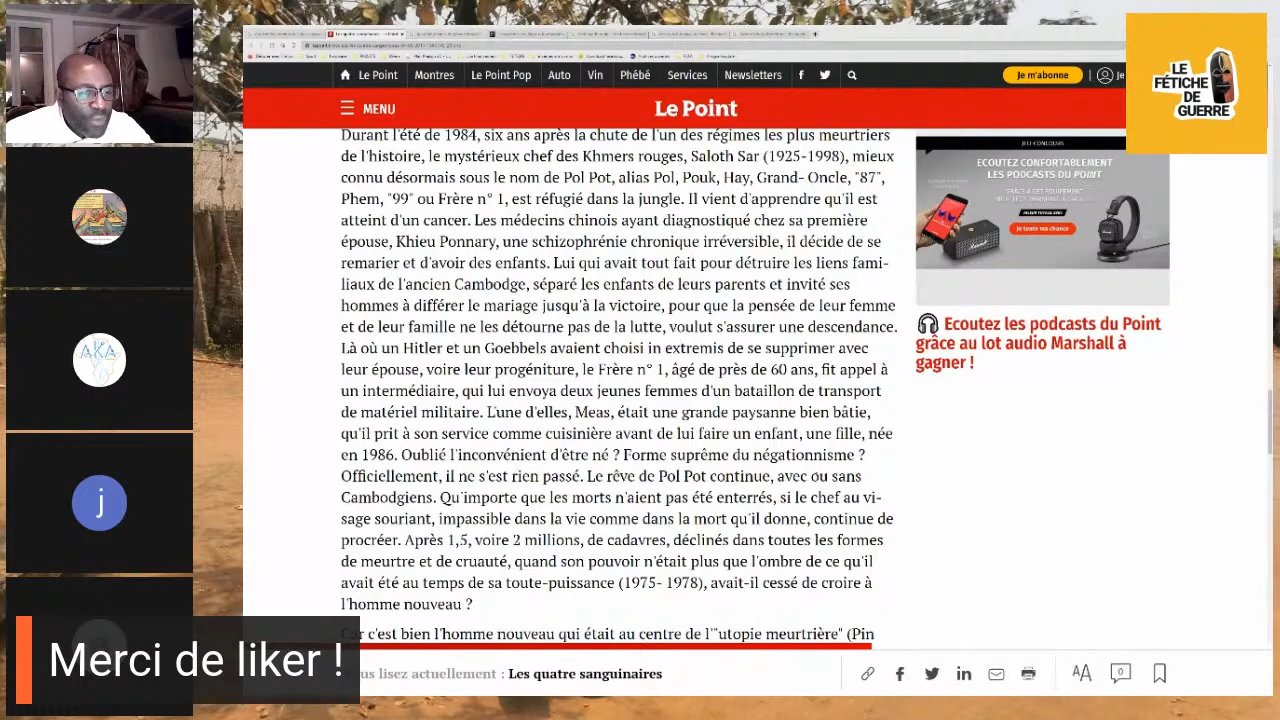 Le Point
Montres
Le Point Pop
Auto
Vin
Phébé
Services
Newsletters
Je m'abonne
Je
MENU
Le Point
LE
FÉTICHE
DE
GUERRE
Durant l'été de 1984, six ans après la chute de l'un des régimes les plus meurtriers
de l'histoire, le mystérieux chef des Khmers rouges, Saloth Sar (1925-1998), mieux
connu désormais sous le nom de Pol Pot, alias Pol, Pouk, Hay, Grand- Oncle, "87",
Phem, "99" ou Frère n° 1, est réfugié dans la jungle. Il vient d'apprendre qu'il est
atteint d'un cancer. Les médecins chinois ayant diagnostiqué chez sa première
épouse, Khieu Ponnary, une schizophrénie chronique irréversible, il décide de se
remarier et d'avoir des enfants. Lui qui avait tout fait pour détruire les liens fami-
liaux de l'ancien Cambodge, séparé les enfants de leurs parents et invité ses
hommes à différer le mariage jusqu'à la victoire, pour que la pensée de leur femme
et de leur famille ne les détourne pas de la lutte, voulut s'assurer une descendance.
Là où un Hitler et un Goebbels avaient choisi in extremis de se supprimer avec
leur épouse, voire leur progéniture, le Frère n° 1, âgé de près de 60 ans, fit appel à
un intermédiaire, qui lui envoya deux jeunes femmes d'un bataillon de transport
de matériel militaire. L'une d'elles, Meas, était une grande paysanne bien bâtie,
qu'il prit à son service comme cuisinière avant de lui faire un enfant, une fille, née
en 1986. Oublié l'inconvénient d'être né ? Forme suprême du négationnisme ?
Officiellement, il ne s'est rien passé. Le rêve de Pol Pot continue, avec ou sans
Cambodgiens. Qu'importe que les morts n'aient pas été enterrés, si le chef au vi-
sage souriant, impassible dans la vie comme dans la mort qu'il donne, continue de
procréer. Après 1,5, voire 2 millions, de cadavres, déclinés dans toutes les formes
de meurtre et de cruauté, quand son pouvoir n'était plus que l'ombre de ce qu'il
avait été au temps de sa toute-puissance (1975- 1978), avait-il cessé de croire à
l'homme nouveau ?
c'est bien l'homme nouveau qui était au centre de l'"utopie meurtrière" (Pin
JEU-CONCOURS
ECOUTEZ CONFORTABLEMENT
LES PODCASTS DU POINT
GRÂCE À CET ÉQUIPEMENT
Je tente ma chance
Ecoutez les podcasts du Point
grâce au lot audio Marshall à
gagner !
AKA
j
Merci de liker !
lisez actuellement : Les quatre sanguinaires
AA
0